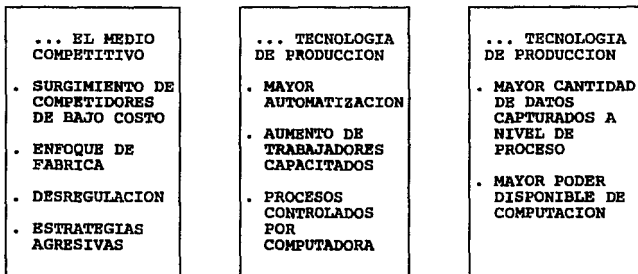 ... EL MEDIO
COMPETITIVO
. SURGIMIENTO DE
COMPETIDORES
DE BAJO COSTO
. ENFOQUE DE
FABRICA
. DESREGULACION
. ESTRATEGIAS
AGRESIVAS
... TECNOLOGIA
DE PRODUCCION
. MAYOR
AUTOMATIZACION
. AUMENTO DE
TRABAJADORES
CAPACITADOS
. PROCESOS
CONTROLADOS
POR
COMPUTADORA
... TECNOLOGIA
DE PRODUCCION
. MAYOR CANTIDAD
DE DATOS
CAPTURADOS A
NIVEL DE
PROCESO
. MAYOR PODER
DISPONIBLE DE
COMPUTACION